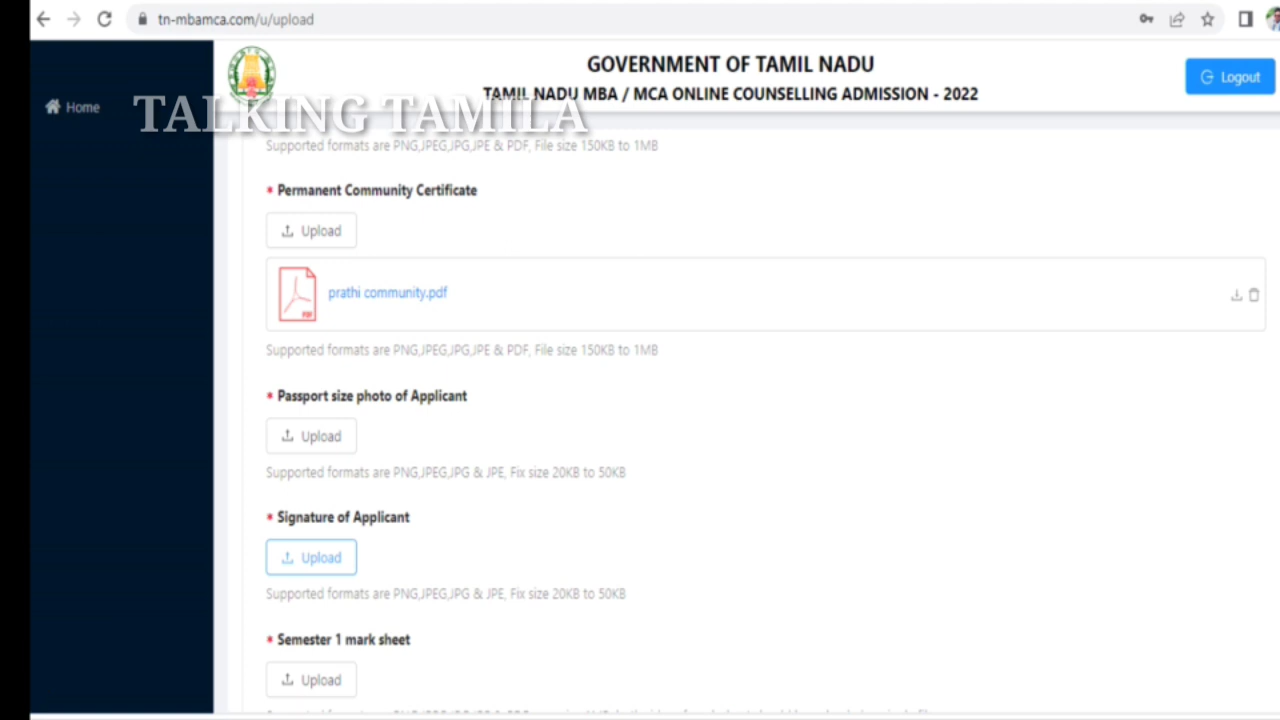 tn-mbamca.com/u/upload
GOVERNMENT OF TAMIL NADU
Logout
TAMIL NADU MBA / MCA ONLINE COUNSELLING ADMISSION - 2022
Home
TALKING TAMILA
Supported formats are PNG,JPEG,JPG,JPE & PDF, File size 150KB to 1MB
* Permanent Community Certificate
Upload
PDF
prathi community.pdf
Supported formats are PNG,JPEG,JPG,JPE & PDF, File size 150KB to 1MB
* Passport size photo of Applicant
Upload
Supported formats are PNG,JPEG,JPG & JPE, Fix size 20KB to 50KB
* Signature of Applicant
Upload
Supported formats are PNG,JPEG,JPG & JPE, Fix size 20KB to 50KB
* Semester 1 mark sheet
Upload